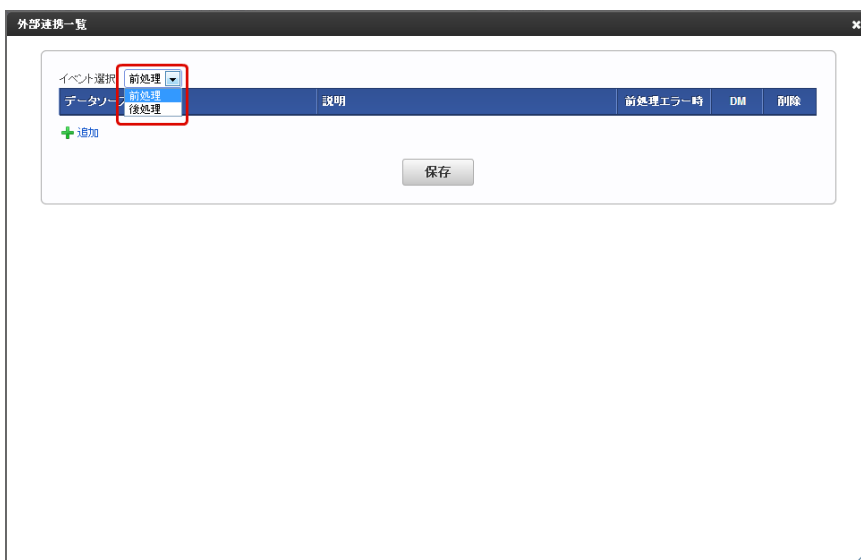 外部連携一覧
イベント選択 前処理
前処理
後処理
データソー 説明 前処理エラー時 DM 削除
追加
保存